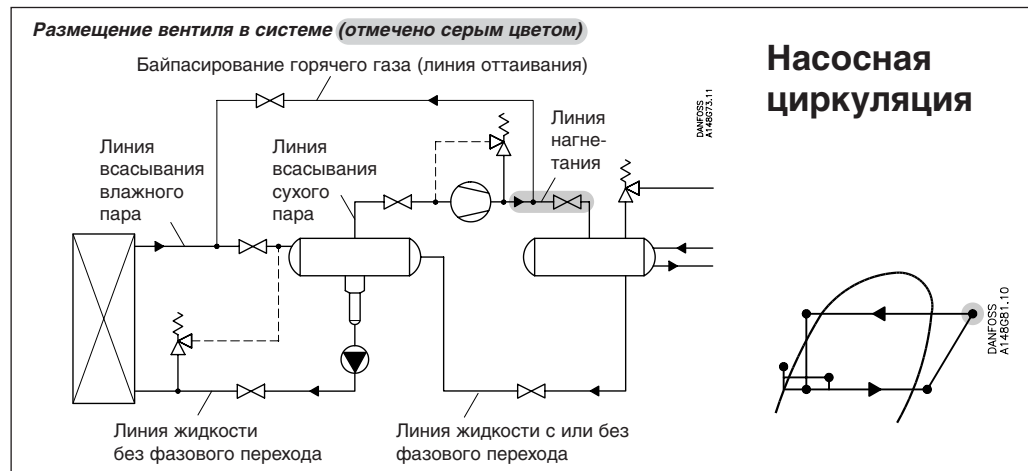 Размещение вентиля в системе (отмечено серым цветом)
Байпасирование горячего газа (линия оттаивания)
Насосная
циркуляция
DANFOSS
A148G73.11
Линия
нагне-
тания
Линия
всасывания
влажного
пара
Линия
всасывания
сухого
пара
DANFOSS
A148G81.10
Линия жидкости
без фазового перехода
Линия жидкости с или без
фазового перехода